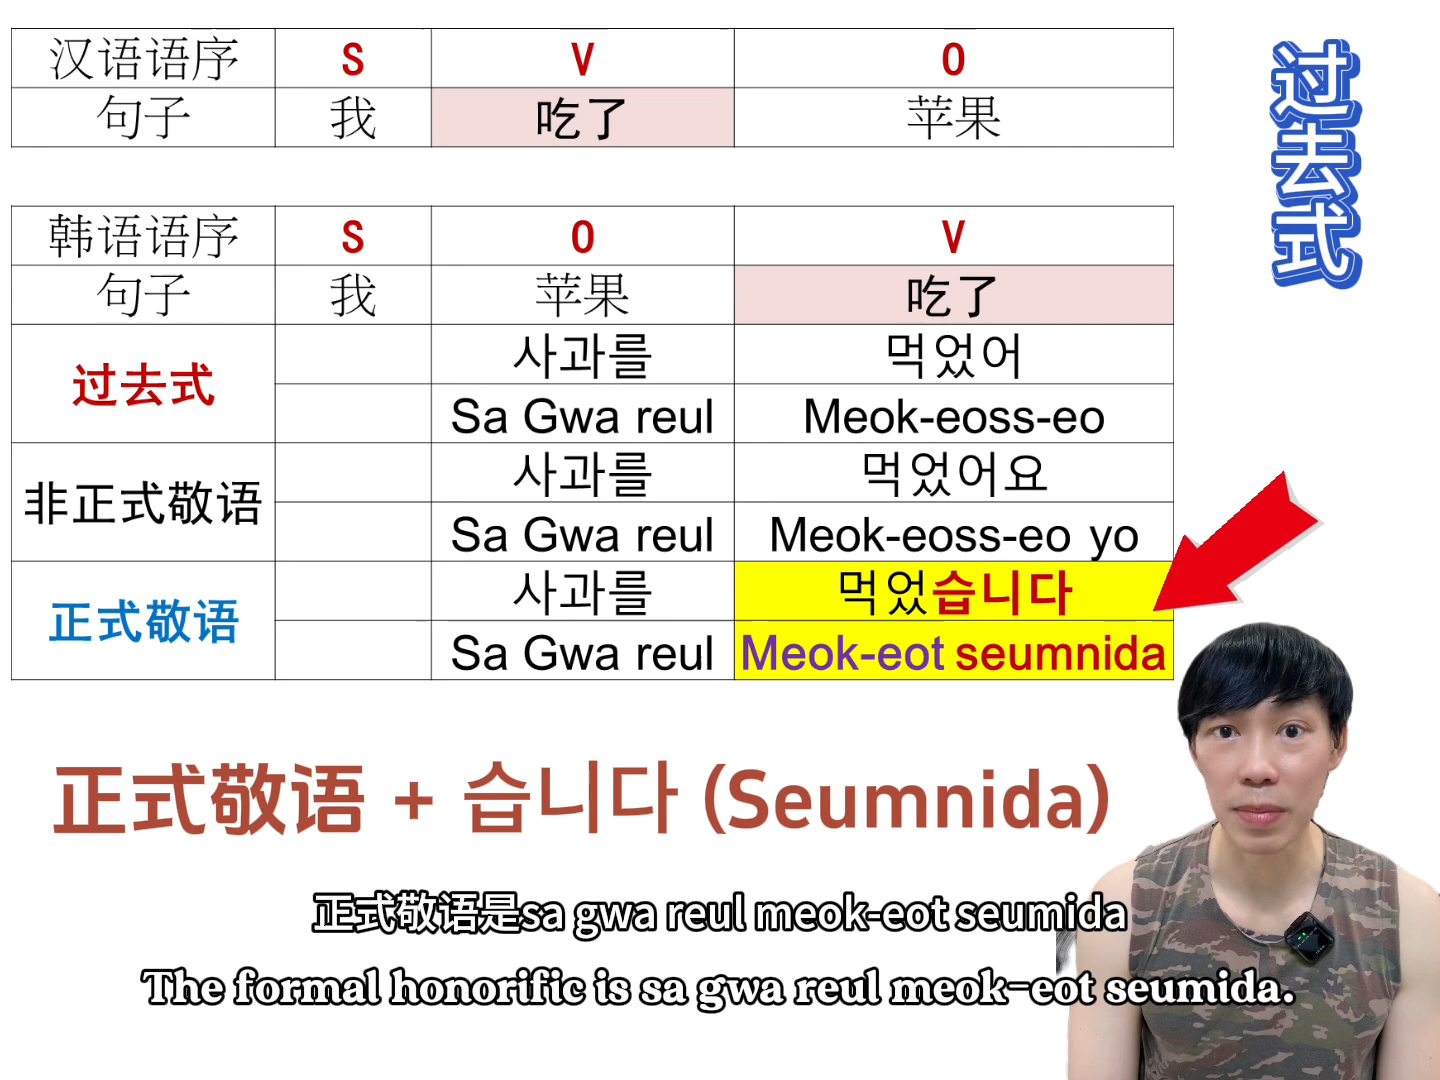 汉语语序 S V O
句子 我 吃了 苹果
过去式
韩语语序 S O V
句子 我 苹果 吃了
过去式 사과를 먹었어
Sa Gwa reul Meok-eoss-eo
非正式敬语 사과를 먹었어요
Sa Gwa reul Meok-eoss-eo yo
正式敬语 사과를 먹었습니다
Sa Gwa reul Meok-eot seumnida
正式敬语 + 습니다 (Seumnida)
正式敬语是sa gwa reul meok-eot seumida
The formal honorific is sa gwa reul meok-eot seumida.